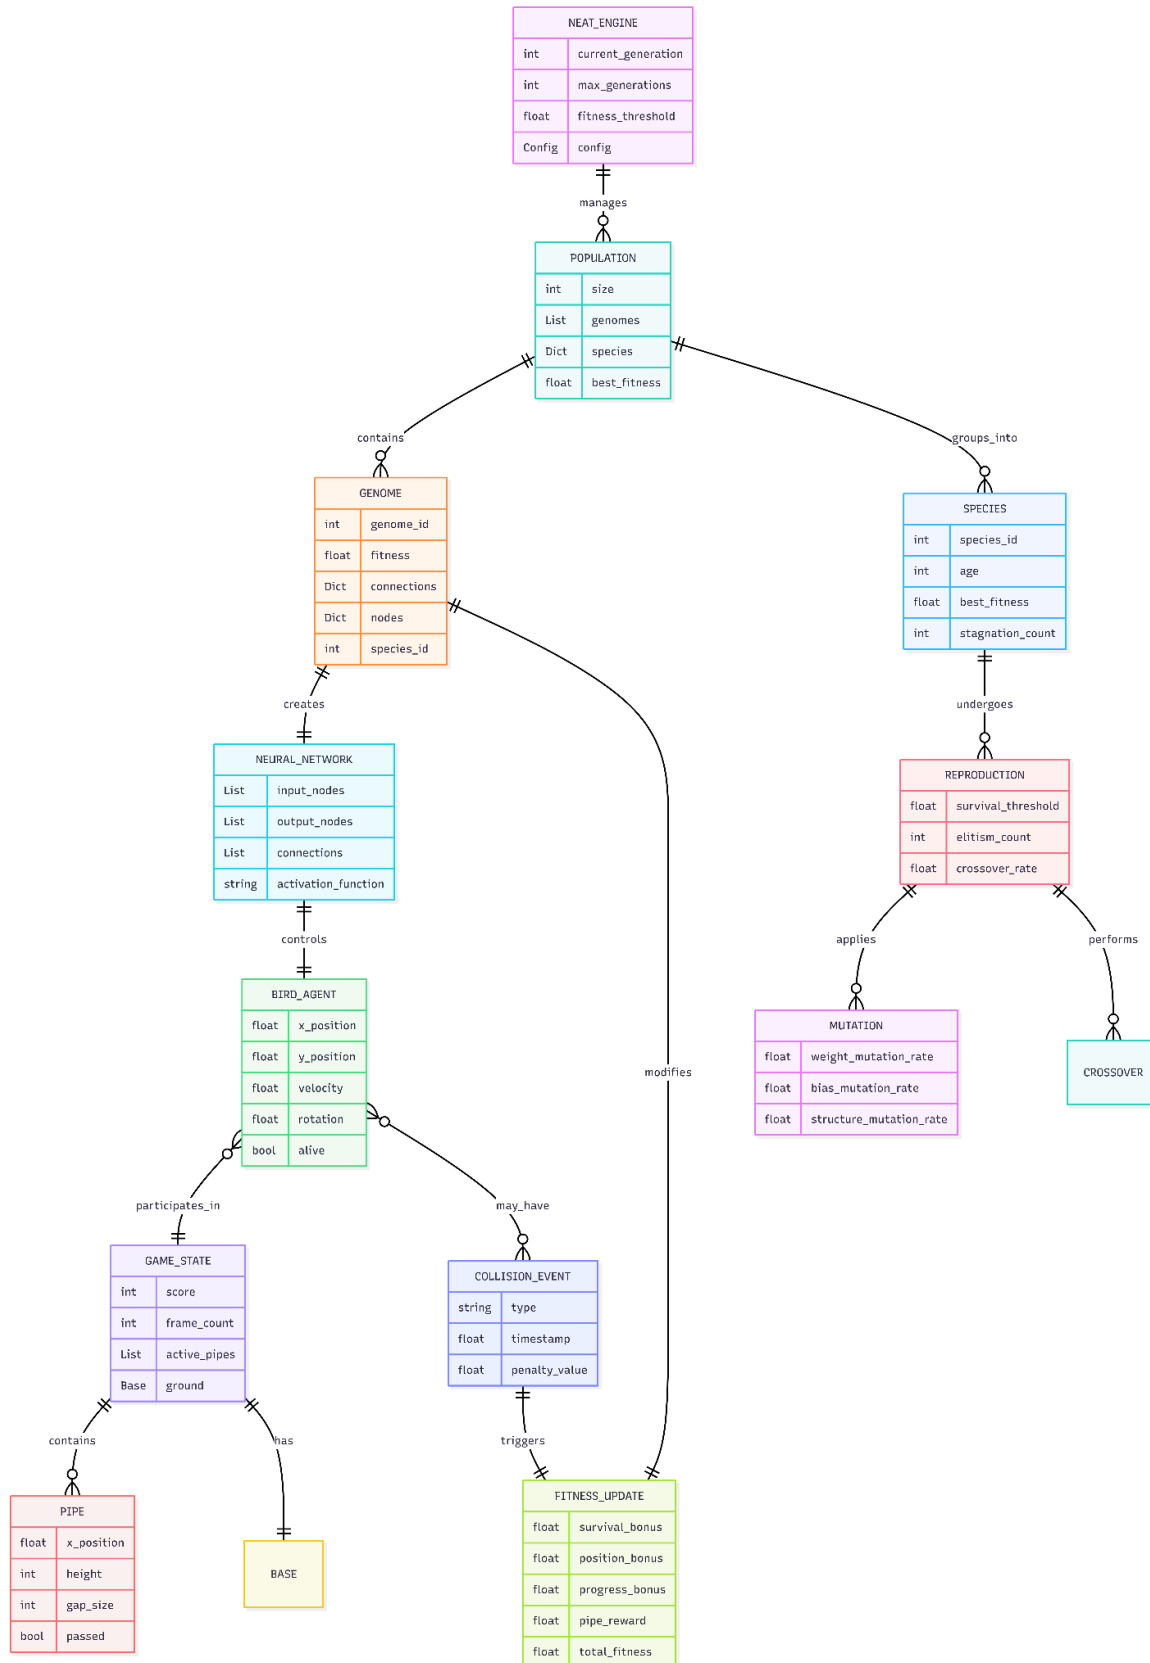 NEAT_ENGINE
int current_generation
int max_generations
float fitness_threshold
Config config
manages
POPULATION
int size
List genomes
Dict species
float best_fitness
contains
groups_into
GENOME
int genome_id
float fitness
Dict connections
Dict nodes
int species_id
SPECIES
int species_id
int age
float best_fitness
int stagnation_count
creates
undergoes
NEURAL_NETWORK
List input_nodes
List output_nodes
List connections
string activation_function
REPRODUCTION
float survival_threshold
int elitism_count
float crossover_rate
controls
applies
performs
BIRD_AGENT
float x_position
float y_position
float velocity
float rotation
bool alive
MUTATION
float weight_mutation_rate
float bias_mutation_rate
float structure_mutation_rate
CROSSOVER
modifies
participates_in
may_have
GAME_STATE
int score
int frame_count
List active_pipes
Base ground
COLLISION_EVENT
string type
float timestamp
float penalty_value
contains
has
triggers
PIPE
float x_position
int height
int gap_size
bool passed
BASE
FITNESS_UPDATE
float survival_bonus
float position_bonus
float progress_bonus
float pipe_reward
float total_fitness